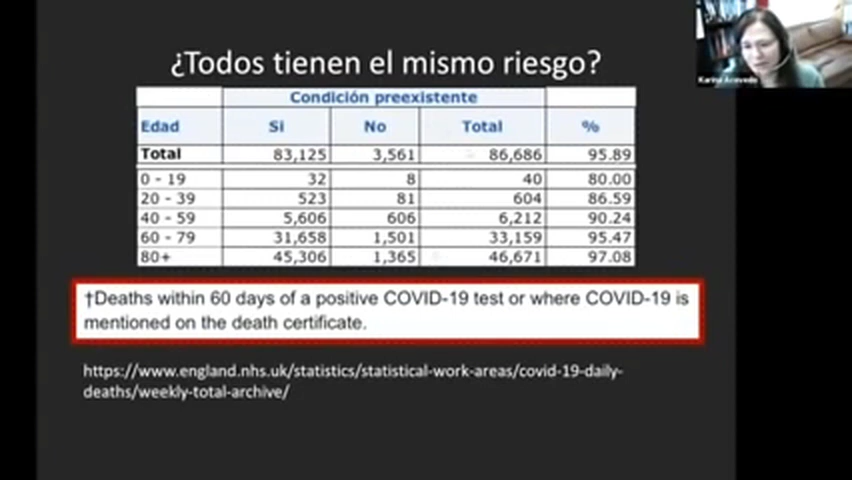 ¿Todos tienen el mismo riesgo?
Condición preexistente
Edad Si No Total %
Total 83,125 3,561 86,686 95.89
0 - 19 32 8 40 80.00
20 - 39 523 81 604 86.59
40 - 59 5,606 606 6,212 90.24
60 - 79 31,658 1,501 33,159 95.47
80+ 45,306 1,365 46,671 97.08
†Deaths within 60 days of a positive COVID-19 test or where COVID-19 is
mentioned on the death certificate.
https://www.england.nhs.uk/statistics/statistical-work-areas/covid-19-daily-
deaths/weekly-total-archive/
Karina Acevedo